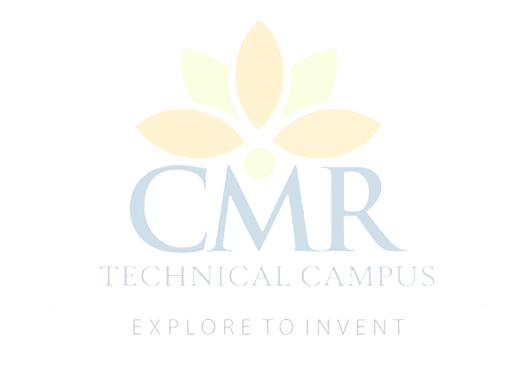 CMR
TECHNICAL CAMPUS
EXPLORE TO INVENT